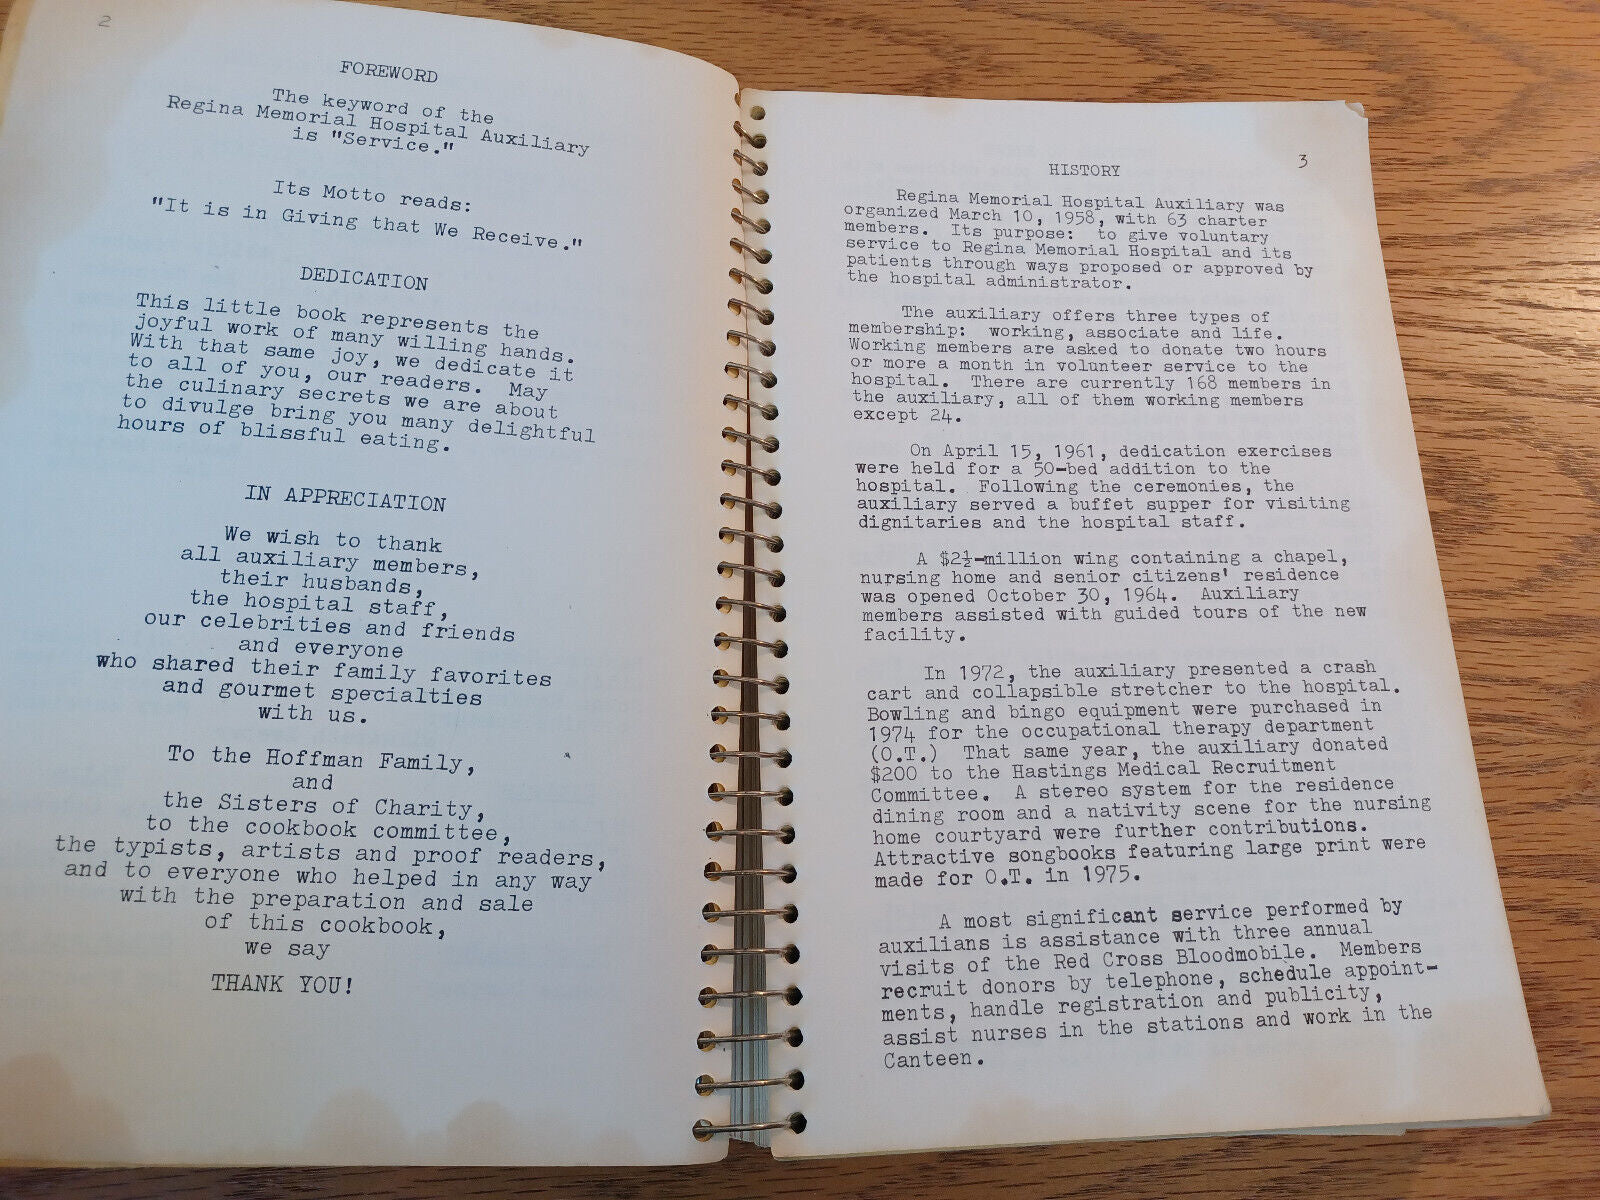 2
FOREWORD
The keyword of the
Regina Memorial Hospital Auxiliary
is "Service."
Its Motto reads:
"It is in Giving that We Receive."
DEDICATION
This little book represents the
joyful work of many willing hands.
With that same joy, we dedicate it
to all of you, our readers. May
the culinary secrets we are about
to divulge bring you many delightful
hours of blissful eating.
IN APPRECIATION
We wish to thank
all auxiliary members,
their husbands,
the hospital staff,
our celebrities and friends
and everyone
who shared their family favorites
and gourmet specialties
with us.
To the Hoffman Family,
and
the Sisters of Charity,
to the cookbook committee,
the typists, artists and proof readers,
and to everyone who helped in any way
with the preparation and sale
of this cookbook,
we say
THANK YOU!
3
HISTORY
Regina Memorial Hospital Auxiliary was
organized March 10, 1958, with 63 charter
members. Its purpose: to give voluntary
service to Regina Memorial Hospital and its
patients through ways proposed or approved by
the hospital administrator.
The auxiliary offers three types of
membership: working, associate and life.
Working members are asked to donate two hours
or more a month in volunteer service to the
hospital. There are currently 168 members in
the auxiliary, all of them working members
except 24.
On April 15, 1961, dedication exercises
were held for a 50-bed addition to the
hospital. Following the ceremonies, the
auxiliary served a buffet supper for visiting
dignitaries and the hospital staff.
A $2½-million wing containing a chapel,
nursing home and senior citizens' residence
was opened October 30, 1964. Auxiliary
members assisted with guided tours of the new
facility.
In 1972, the auxiliary presented a crash
cart and collapsible stretcher to the hospital.
Bowling and bingo equipment were purchased in
1974 for the occupational therapy department
(O.T.) That same year, the auxiliary donated
$200 to the Hastings Medical Recruitment
Committee. A stereo system for the residence
dining room and a nativity scene for the nursing
home courtyard were further contributions.
Attractive songbooks featuring large print were
made for O.T. in 1975.
A most significant service performed by
auxilians is assistance with three annual
visits of the Red Cross Bloodmobile. Members
recruit donors by telephone, schedule appoint-
ments, handle registration and publicity,
assist nurses in the stations and work in the
Canteen.